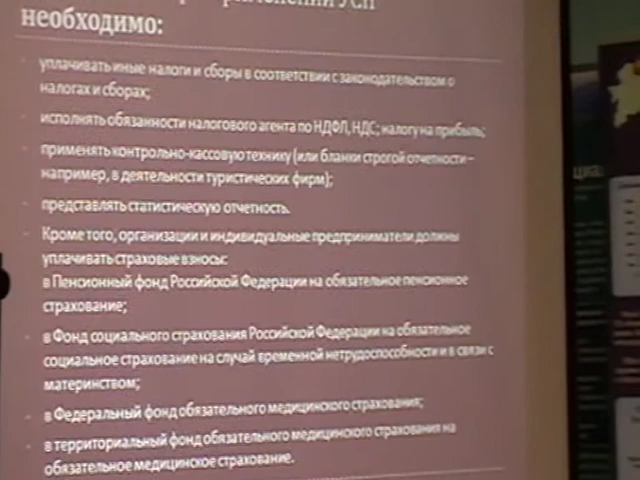 УСН
необходимо:
уплачивать иные налоги и сборы в соответствии с законодательством о
налогах и сборах;
исполнять обязанности налогового агента по НДФЛ, НДС; налогу на прибыль;
применять контрольно-кассовую технику (или бланки строгой отчетности –
например, в деятельности туристических фирм);
представлять статистическую отчетность.
Кроме того, организации и индивидуальные предприниматели должны
уплачивать страховые взносы:
в Пенсионный фонд Российской Федерации на обязательное пенсионное
страхование;
в Фонд социального страхования Российской Федерации на обязательное
социальное страхование на случай временной нетрудоспособности и в связи с
материнством;
в Федеральный фонд обязательного медицинского страхования;
в территориальный фонд обязательного медицинского страхования на
обязательное медицинское страхование.